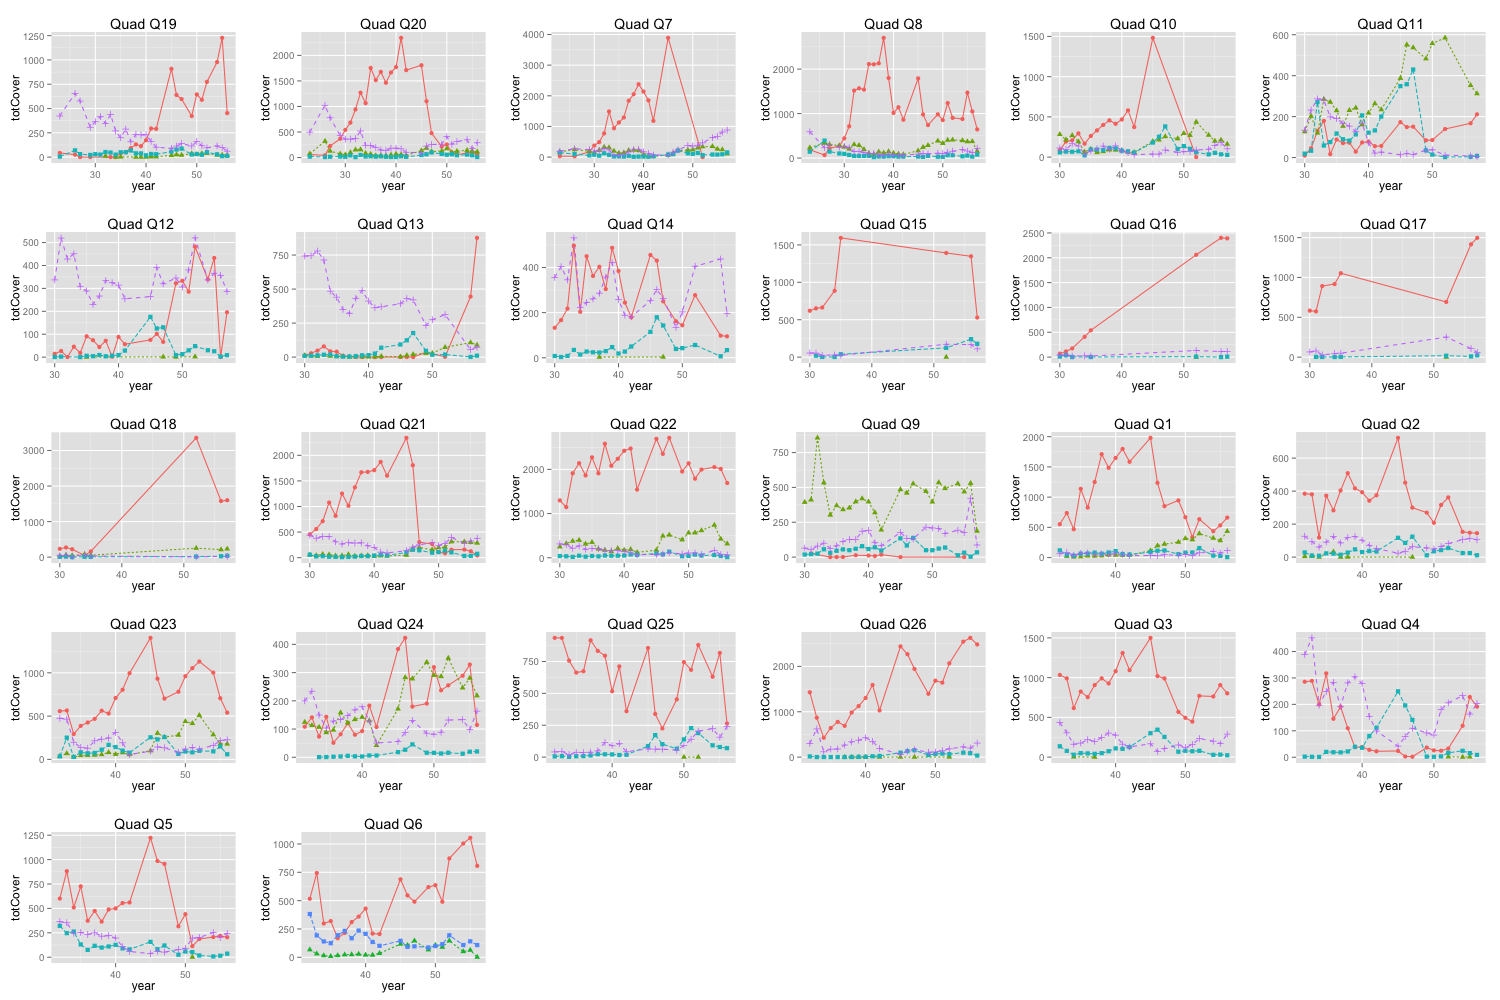 Quad Q19
1250
1000
750
500
250
0
totCover
30 40 50
year
Quad Q20
2000
1500
1000
500
0
totCover
30 40 50
year
Quad Q7
4000
3000
2000
1000
0
totCover
30 40 50
year
Quad Q8
2000
1000
0
totCover
30 40 50
year
Quad Q10
1500
1000
500
0
totCover
30 40 50
year
Quad Q11
600
400
200
0
totCover
30 40 50
year
Quad Q12
500
400
300
200
100
0
totCover
30 40 50
year
Quad Q13
750
500
250
0
totCover
30 40 50
year
Quad Q14
400
200
0
totCover
30 40 50
year
Quad Q15
1500
1000
500
0
totCover
30 40 50
year
Quad Q16
2500
2000
1500
1000
500
0
totCover
30 40 50
year
Quad Q17
1500
1000
500
0
totCover
30 40 50
year
Quad Q18
3000
2000
1000
0
totCover
30 40 50
year
Quad Q21
2000
1500
1000
500
0
totCover
30 40 50
year
Quad Q22
2000
1000
0
totCover
30 40 50
year
Quad Q9
750
500
250
0
totCover
30 40 50
year
Quad Q1
2000
1500
1000
500
0
totCover
40 50
year
Quad Q2
600
400
200
0
totCover
40 50
year
Quad Q23
1000
500
0
totCover
40 50
year
Quad Q24
400
300
200
100
0
totCover
40 50
year
Quad Q25
750
500
250
0
totCover
40 50
year
Quad Q26
2000
1000
0
totCover
40 50
year
Quad Q3
1500
1000
500
0
totCover
40 50
year
Quad Q4
400
300
200
100
0
totCover
40 50
year
Quad Q5
1250
1000
750
500
250
0
totCover
40 50
year
Quad Q6
1000
750
500
250
0
totCover
40 50
year